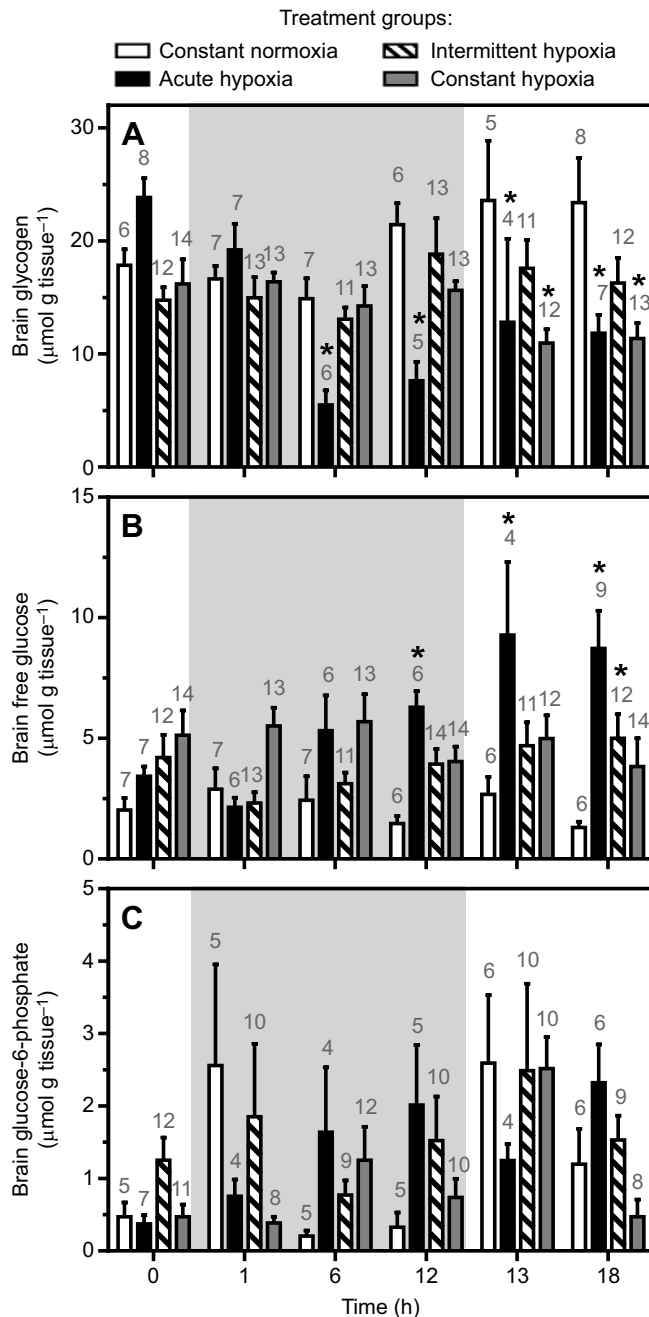 Treatment groups:
Constant normoxia Intermittent hypoxia
Acute hypoxia Constant hypoxia
A
Brain glycogen
(µmol g tissue–1)
30
20
10
0
6 8 12 14
7 7 13 13
7 * 6 11 13
6 * 5 13 13
5 * 4 11 * 12
8 * 7 12 * 13
B
Brain free glucose
(µmol g tissue–1)
15
10
5
0
7 7 12 14
7 6 13 13
7 6 11 13
6 * 6 14 14
6 * 4 11 12
6 * 9 * 12 14
C
Brain glucose-6-phosphate
(µmol g tissue–1)
5
4
3
2
1
0
5 7 12 11
5 4 10 8
5 4 9 12
5 5 10 10
6 4 10 10
6 6 9 8
0 1 6 12 13 18
Time (h)